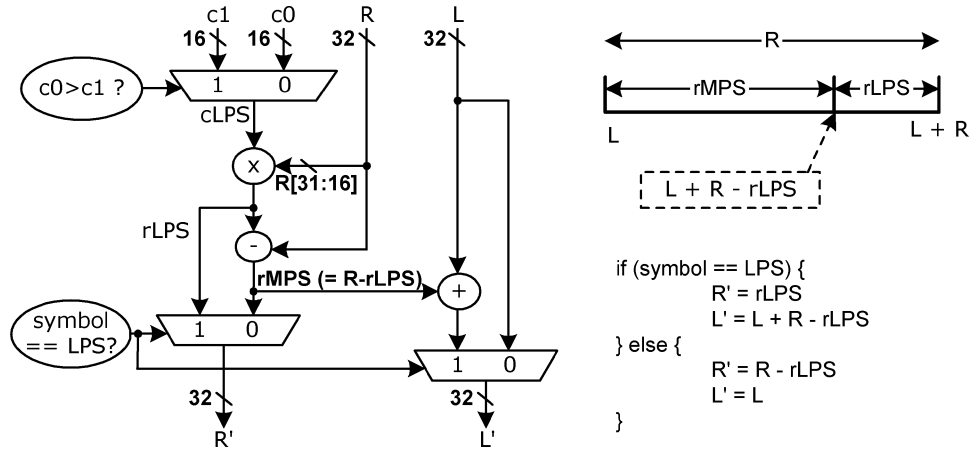 c1 c0 R L
16 16 32 32
c0>c1 ?
1 0
cLPS
x
R[31:16]
rLPS
-
rMPS (= R-rLPS)
+
symbol
== LPS?
1 0
1 0
32
32
R'
L'
R
rMPS
rLPS
L
L + R
L + R - rLPS
if (symbol == LPS) {
R' = rLPS
L' = L + R - rLPS
} else {
R' = R - rLPS
L' = L
}